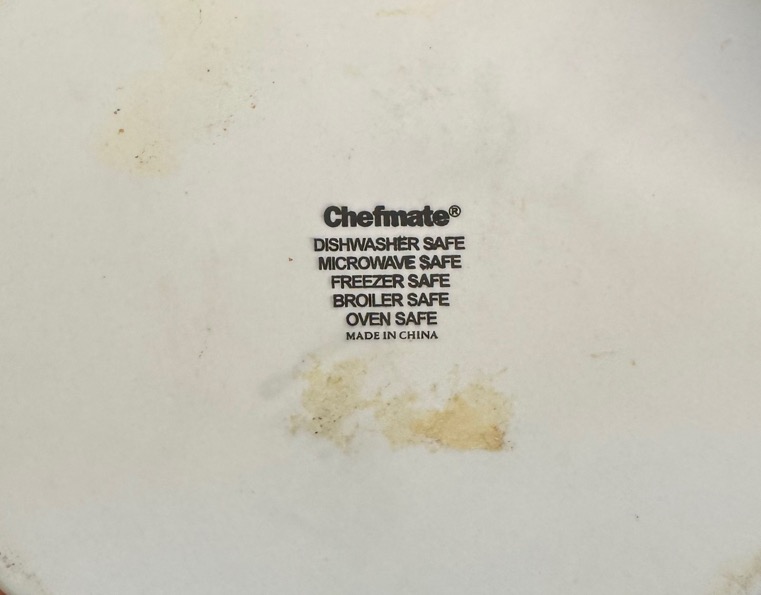 Chefmate®
DISHWASHER SAFE
MICROWAVE SAFE
FREEZER SAFE
BROILER SAFE
OVEN SAFE
MADE IN CHINA